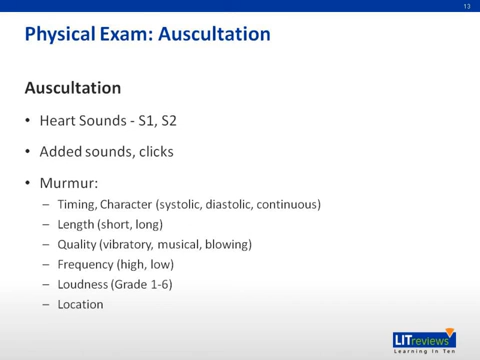 13
Physical Exam: Auscultation
Auscultation
• Heart Sounds - S1, S2
• Added sounds, clicks
• Murmur:
– Timing, Character (systolic, diastolic, continuous)
– Length (short, long)
– Quality (vibratory, musical, blowing)
– Frequency (high, low)
– Loudness (Grade 1-6)
– Location
LITreviews
Learning In Ten